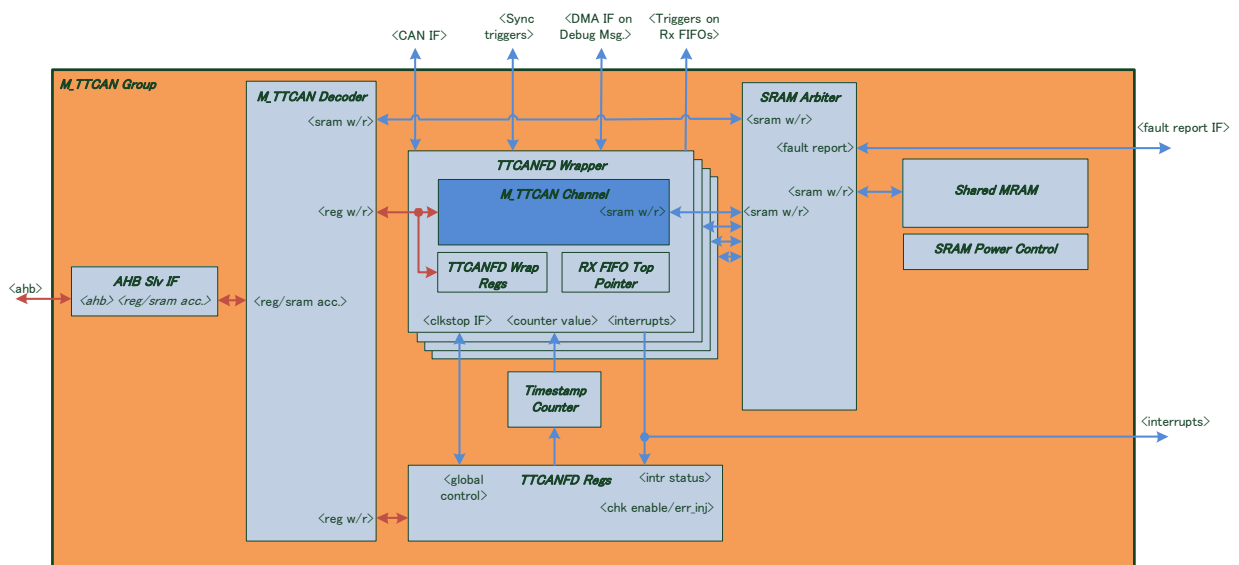 <CAN IF>
<Sync
triggers>
<DMA IF on
Debug Msg.>
<Triggers on
Rx FIFOs>
M_TTCAN Group
M_TTCAN Decoder
<sram w/r>
<reg w/r>
<reg/sram acc.>
<reg w/r>
<ahb>
AHB Slv IF
<ahb> <reg/sram acc.>
TTCANFD Wrapper
M_TTCAN Channel
<sram w/r>
TTCANFD Wrap
Regs
RX FIFO Top
Pointer
<clkstop IF>
<counter value>
<interrupts>
Timestamp
Counter
<global
control>
TTCANFD Regs
<intr status>
<chk enable/err_inj>
SRAM Arbiter
<sram w/r>
<fault report>
<sram w/r>
<sram w/r>
<fault report IF>
Shared MRAM
SRAM Power Control
<interrupts>